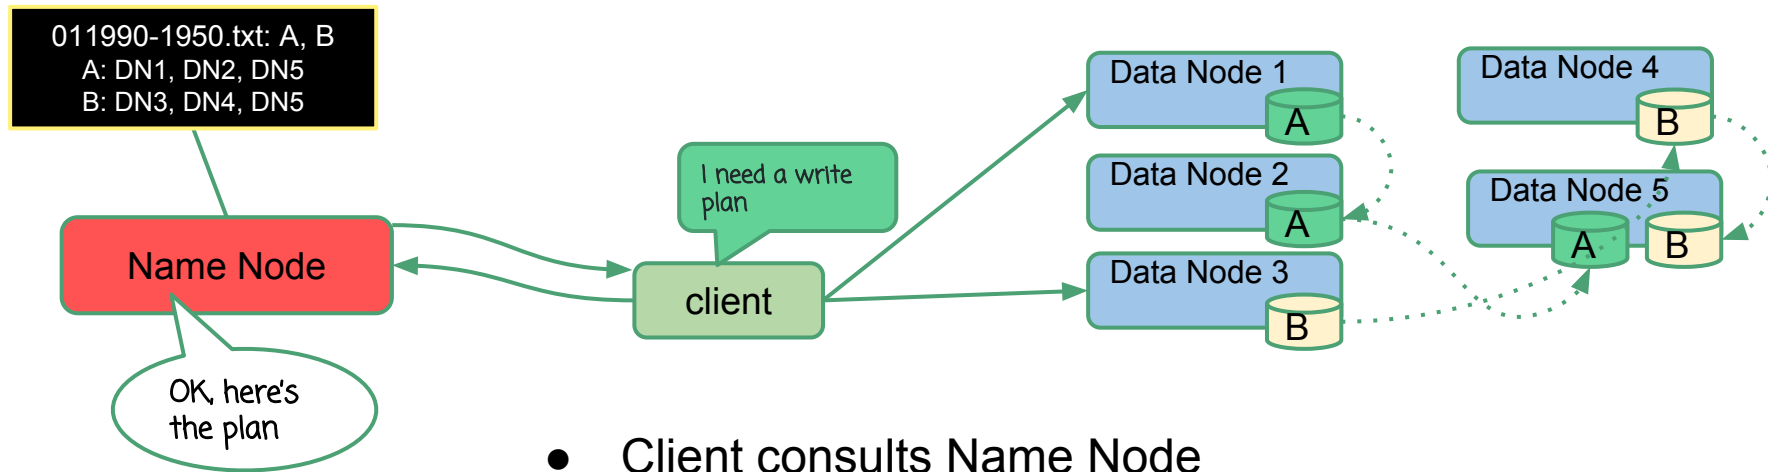 011990-1950.txt: A, B
A: DN1, DN2, DN5
B: DN3, DN4, DN5
Name Node
OK, here's
the plan
I need a write
plan
client
Data Node 1
A
Data Node 2
A
Data Node 3
B
Data Node 4
B
Data Node 5
A
B
● Client consults Name Node